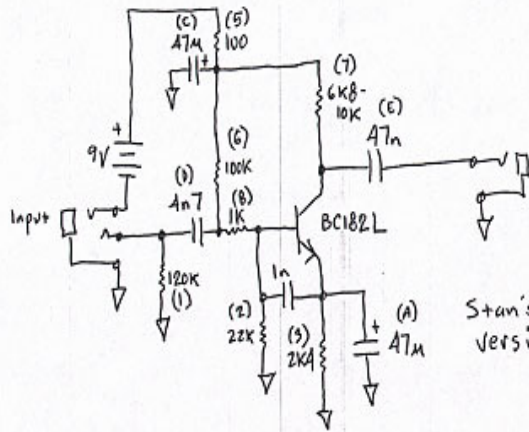 (C)
47µ
+
(5)
100
(7)
6K8-
10K
(E)
47n
+
9V
(6)
100K
(D)
4n7
(8)
1K
Input
BC182L
120K
(1)
1n
(2)
22K
(3)
2K4
(A)
+
47µ
Stan's
versi